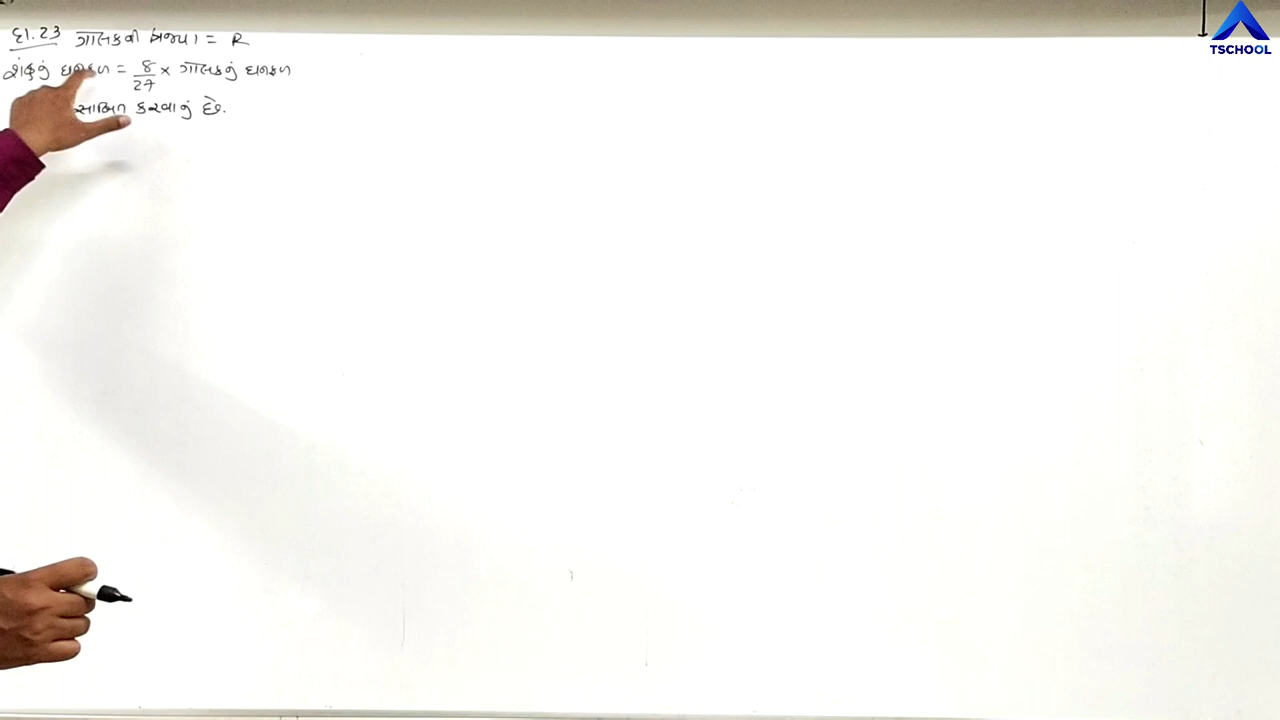 દા.23 ગોલકની ત્રિજ્યા = R
શંકુનું ઘનફળ = 8/27 × ગોલકનું ઘનફળ
સાબિત કરવાનું છે.
TSCHOOL